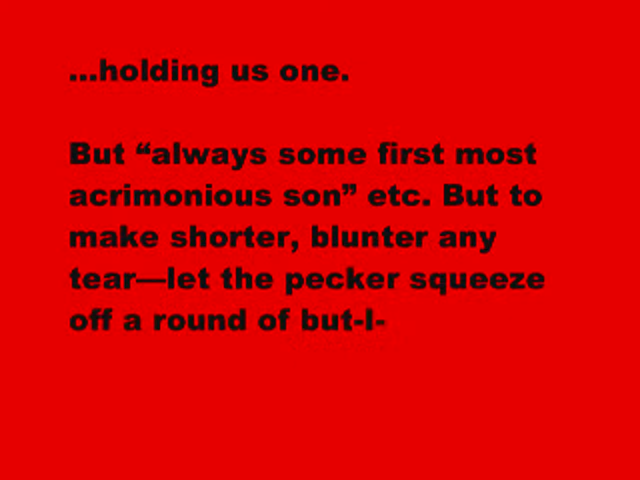 ...holding us one.
But “always some first most
acrimonious son” etc. But to
make shorter, blunter any
tear—let the pecker squeeze
off a round of but-I-